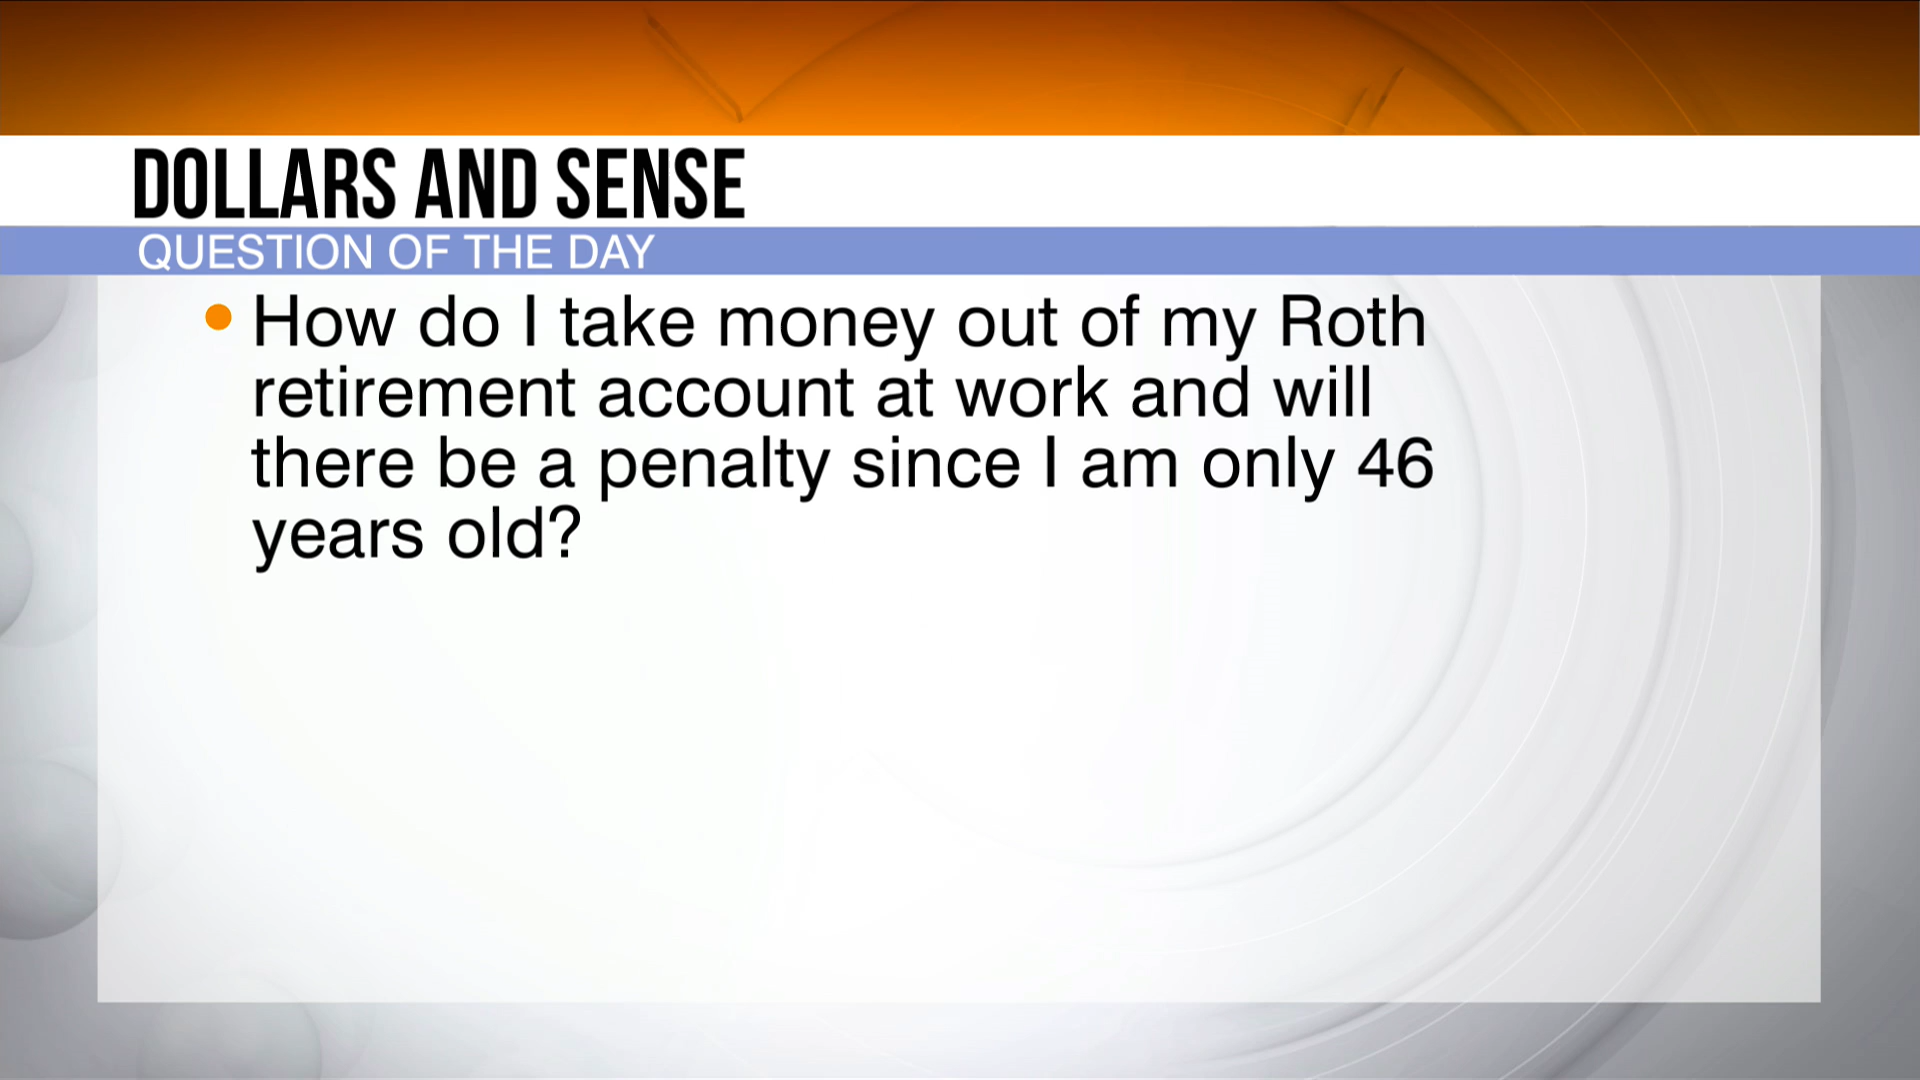 DOLLARS AND SENSE
QUESTION OF THE DAY
How do I take money out of my Roth
retirement account at work and will
there be a penalty since I am only 46
years old?